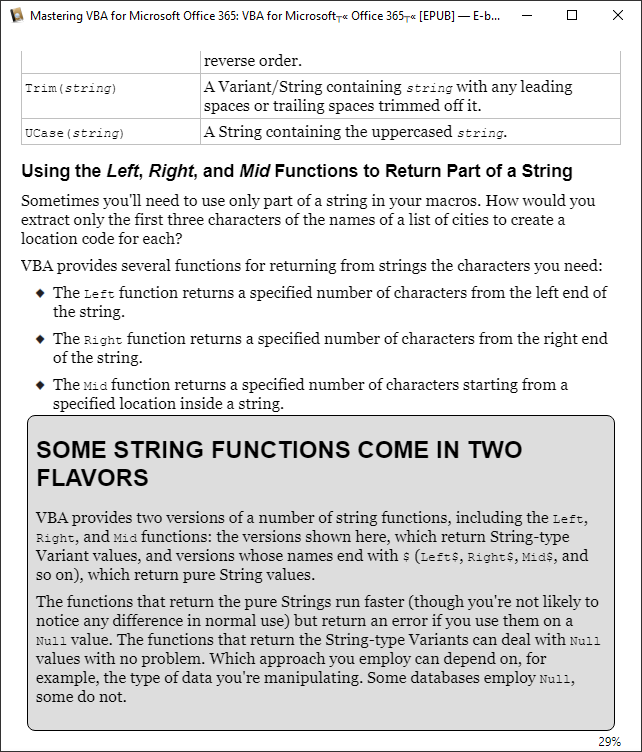 Mastering VBA for Microsoft Office 365: VBA for Microsoft┬« Office 365┬« [EPUB] — E-b...
reverse order.
Trim(string)
A Variant/String containing string with any leading
spaces or trailing spaces trimmed off it.
UCase(string)
A String containing the uppercased string.
Using the Left, Right, and Mid Functions to Return Part of a String
Sometimes you'll need to use only part of a string in your macros. How would you
extract only the first three characters of the names of a list of cities to create a
location code for each?
VBA provides several functions for returning from strings the characters you need:
◆ The Left function returns a specified number of characters from the left end of
the string.
◆ The Right function returns a specified number of characters from the right end
of the string.
◆ The Mid function returns a specified number of characters starting from a
specified location inside a string.
SOME STRING FUNCTIONS COME IN TWO
FLAVORS
VBA provides two versions of a number of string functions, including the Left,
Right, and Mid functions: the versions shown here, which return String-type
Variant values, and versions whose names end with $ (Left$, Right$, Mid$, and
so on), which return pure String values.
The functions that return the pure Strings run faster (though you're not likely to
notice any difference in normal use) but return an error if you use them on a
Null value. The functions that return the String-type Variants can deal with Null
values with no problem. Which approach you employ can depend on, for
example, the type of data you're manipulating. Some databases employ Null,
some do not.
29%